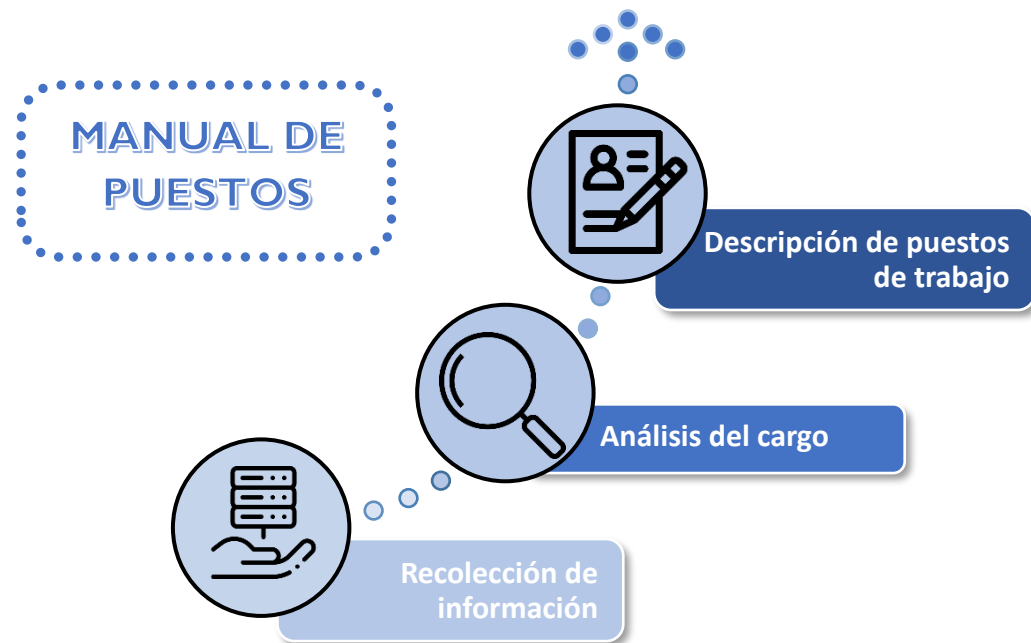 MANUAL DE
PUESTOS
Descripción de puestos
de trabajo
Análisis del cargo
Recolección de
información